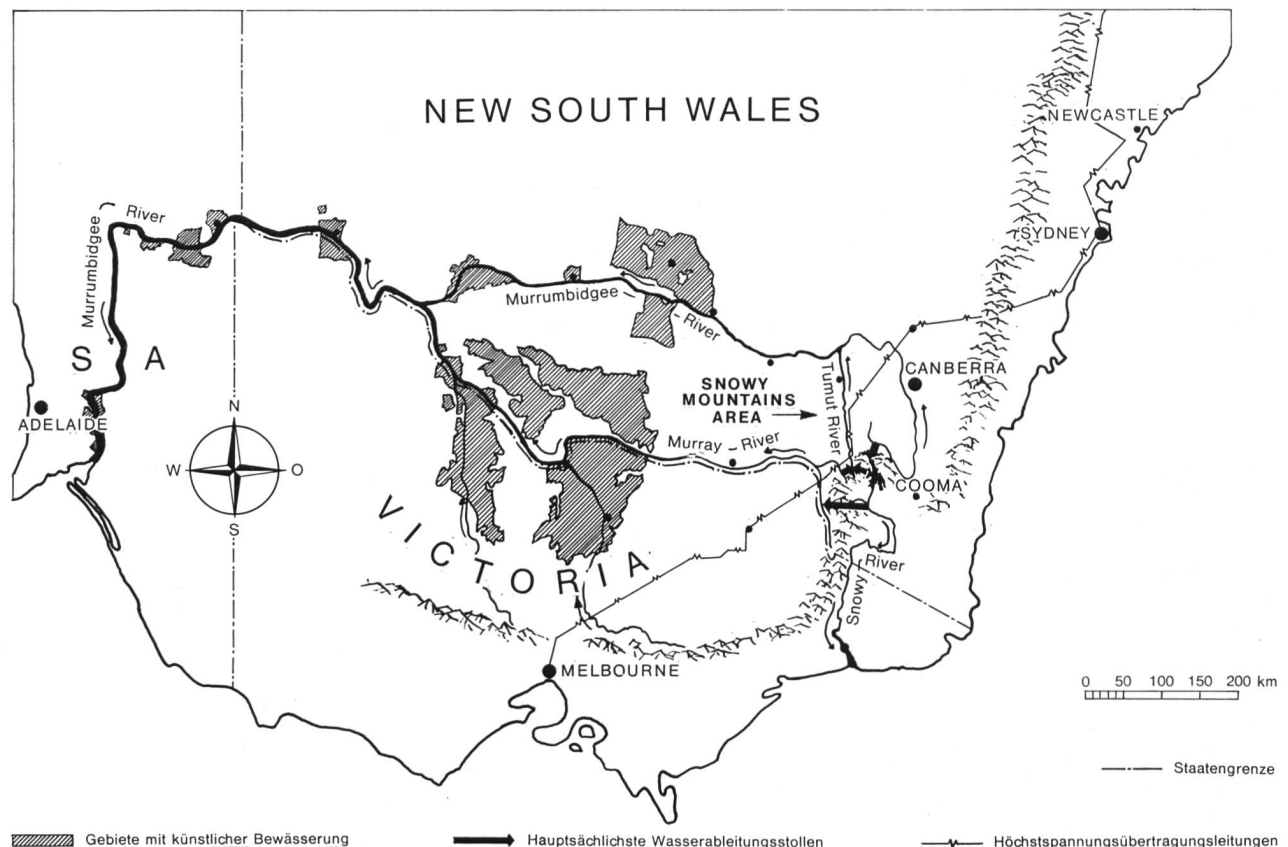 NEW SOUTH WALES
NEWCASTLE
SYDNEY
Murrumbidgee River
Murrumbidgee River
S A
ADELAIDE
N
W O
S
SNOWY
MOUNTAINS
AREA
Tumut River
CANBERRA
Murray River
COOMA
VICTORIA
Snowy River
MELBOURNE
0 50 100 150 200 km
Staatengrenze
Gebiete mit künstlicher Bewässerung
Hauptsächlichste Wasserableitungsstollen
Höchstspannungsübertragungsleitungen